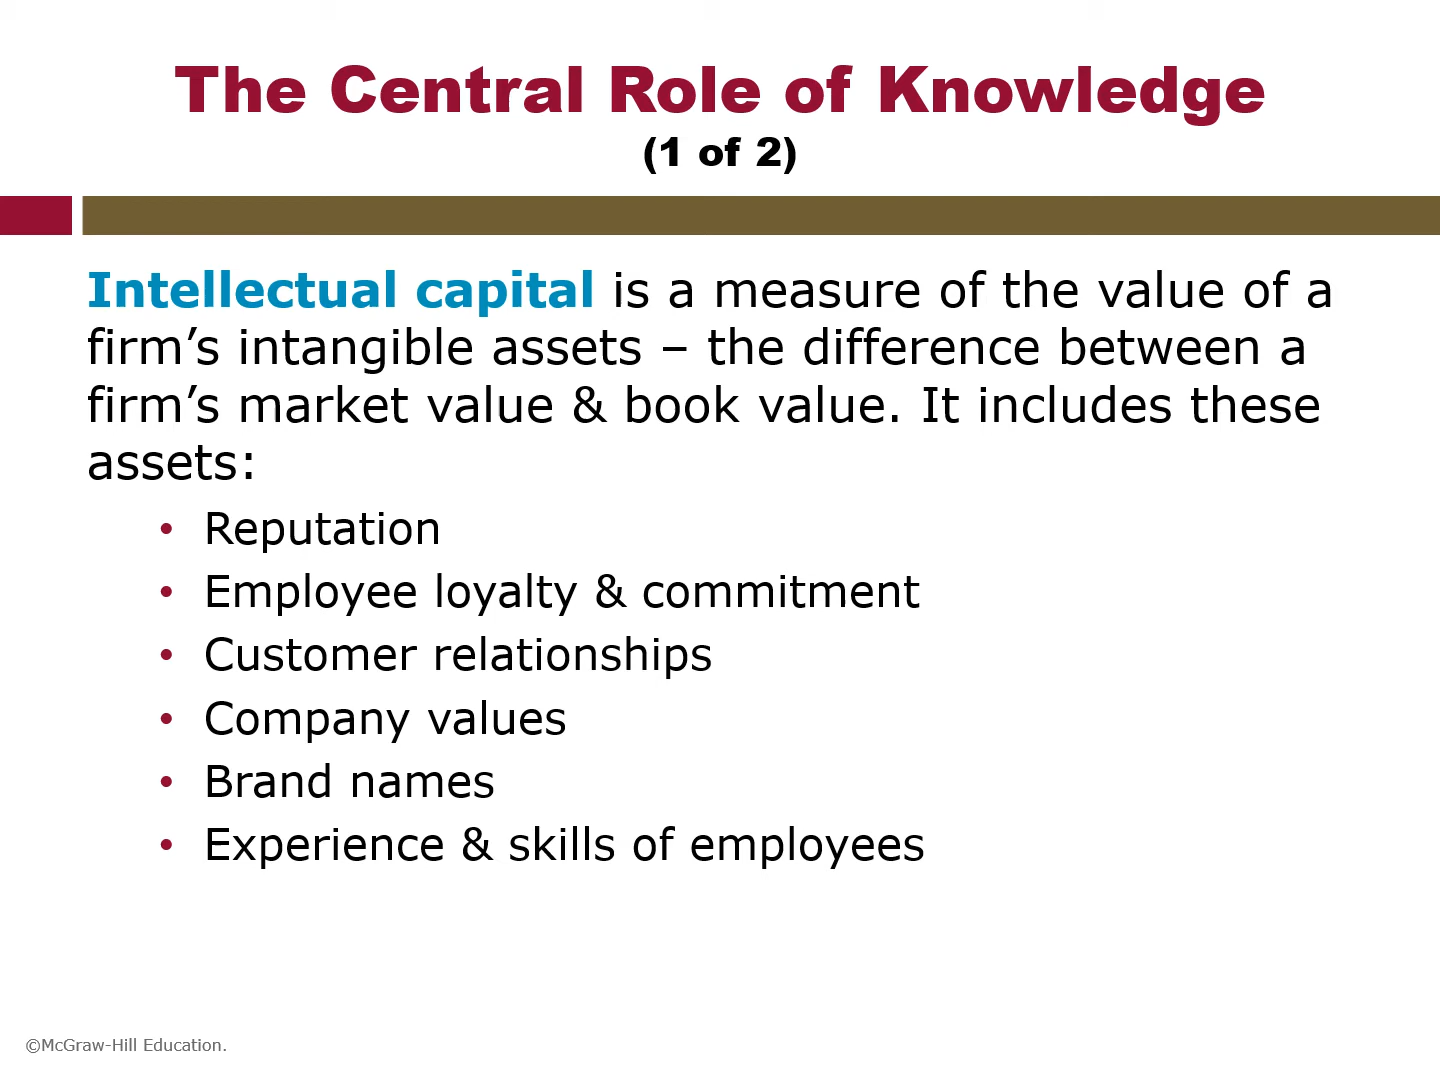 The Central Role of Knowledge
(1 of 2)
Intellectual capital is a measure of the value of a
firm’s intangible assets – the difference between a
firm’s market value & book value. It includes these
assets:
• Reputation
• Employee loyalty & commitment
• Customer relationships
• Company values
• Brand names
• Experience & skills of employees
©McGraw-Hill Education.